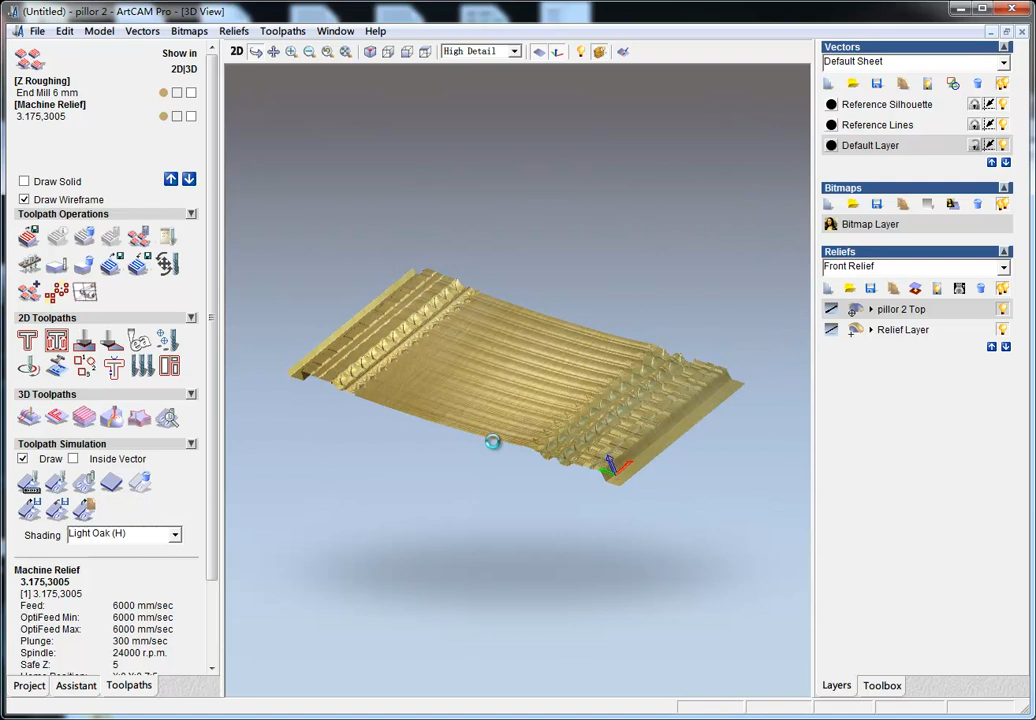 (Untitled) - pillor 2 - ArtCAM Pro - [3D View]
File Edit Model Vectors Bitmaps Reliefs Toolpaths Window Help
Show in
2D|3D
[Z Roughing]
End Mill 6 mm
[Machine Relief]
3.175,3005
Draw Solid
Draw Wireframe
Toolpath Operations
2D Toolpaths
3D Toolpaths
Toolpath Simulation
Draw Inside Vector
Shading Light Oak (H)
Machine Relief
3.175,3005
[1] 3.175,3005
Feed: 6000 mm/sec
OptiFeed Min: 6000 mm/sec
OptiFeed Max: 6000 mm/sec
Plunge: 300 mm/sec
Spindle: 24000 r.p.m.
Safe Z: 5
Project Assistant Toolpaths
2D High Detail
Vectors
Default Sheet
Reference Silhouette
Reference Lines
Default Layer
Bitmaps
Bitmap Layer
Reliefs
Front Relief
pillor 2 Top
Relief Layer
Layers Toolbox